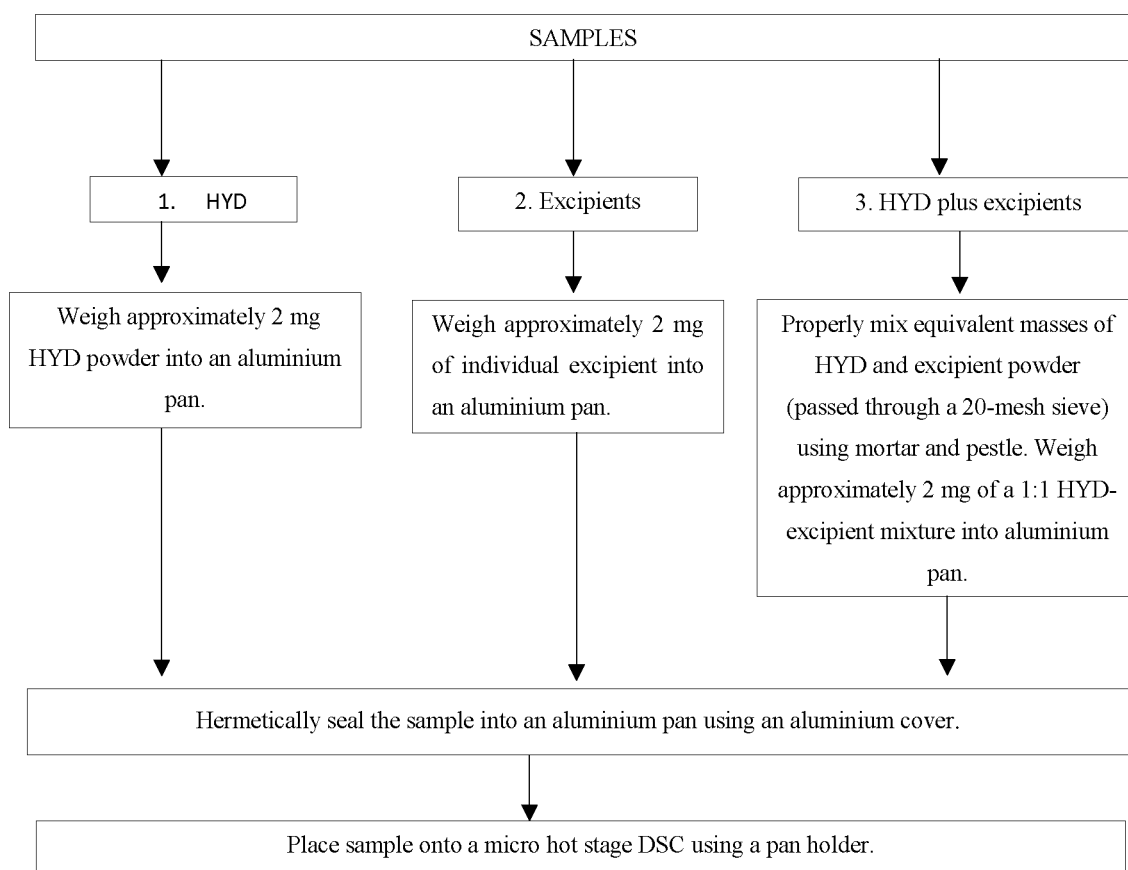 SAMPLES
1. HYD
2. Excipients
3. HYD plus excipients
Weigh approximately 2 mg
HYD powder into an aluminium
pan.
Weigh approximately 2 mg
of individual excipient into
an aluminium pan.
Properly mix equivalent masses of
HYD and excipient powder
(passed through a 20-mesh sieve)
using mortar and pestle. Weigh
approximately 2 mg of a 1:1 HYD-
excipient mixture into aluminium
pan.
Hermetically seal the sample into an aluminium pan using an aluminium cover.
Place sample onto a micro hot stage DSC using a pan holder.